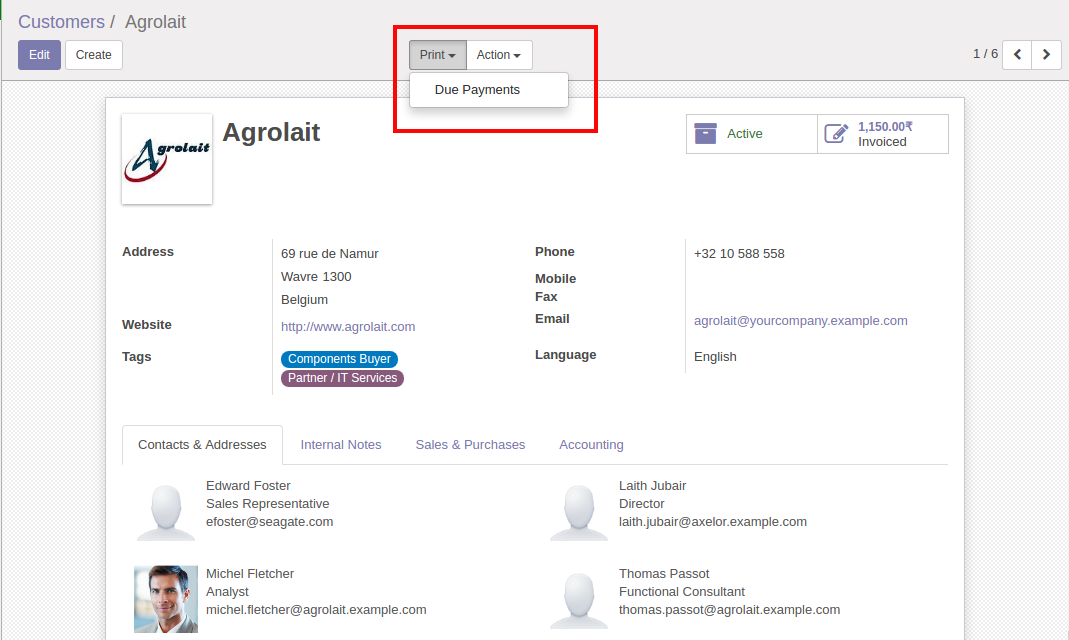 Customers / Agrolait
Edit Create Print Action 1 / 6
Due Payments
Agrolait
Agrolait
Active
1,150.00₹
Invoiced
Address
69 rue de Namur
Wavre 1300
Belgium
Website http://www.agrolait.com
Tags Components Buyer
Partner / IT Services
Phone +32 10 588 558
Mobile
Fax
Email agrolait@yourcompany.example.com
Language English
Contacts & Addresses Internal Notes Sales & Purchases Accounting
Edward Foster
Sales Representative
efoster@seagate.com
Laith Jubair
Director
laith.jubair@axelor.example.com
Michel Fletcher
Analyst
michel.fletcher@agrolait.example.com
Thomas Passot
Functional Consultant
thomas.passot@agrolait.example.com